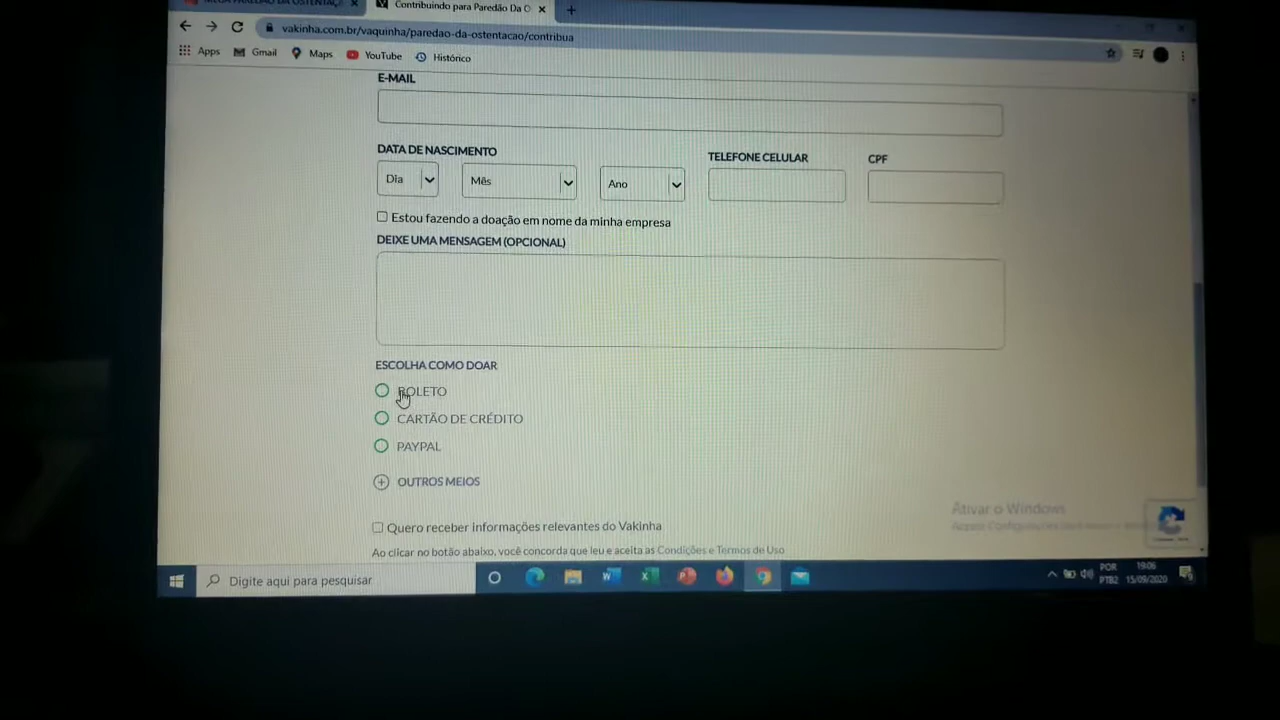 MEGA PAREDÃO DA OSTENTAÇÃ
Contribuindo para Paredão Da O
vakinha.com.br/vaquinha/paredao-da-ostentacao/contribua
Apps Gmail Maps YouTube Histórico
E-MAIL
DATA DE NASCIMENTO TELEFONE CELULAR CPF
Dia Mês Ano
Estou fazendo a doação em nome da minha empresa
DEIXE UMA MENSAGEM (OPCIONAL)
ESCOLHA COMO DOAR
BOLETO
CARTÃO DE CRÉDITO
PAYPAL
OUTROS MEIOS
Quero receber informações relevantes do Vakinha
Ao clicar no botão abaixo, você concorda que leu e aceita as Condições e Termos de Uso
Ativar o Windows
Digite aqui para pesquisar
POR 19:06
PTB2 15/09/2020